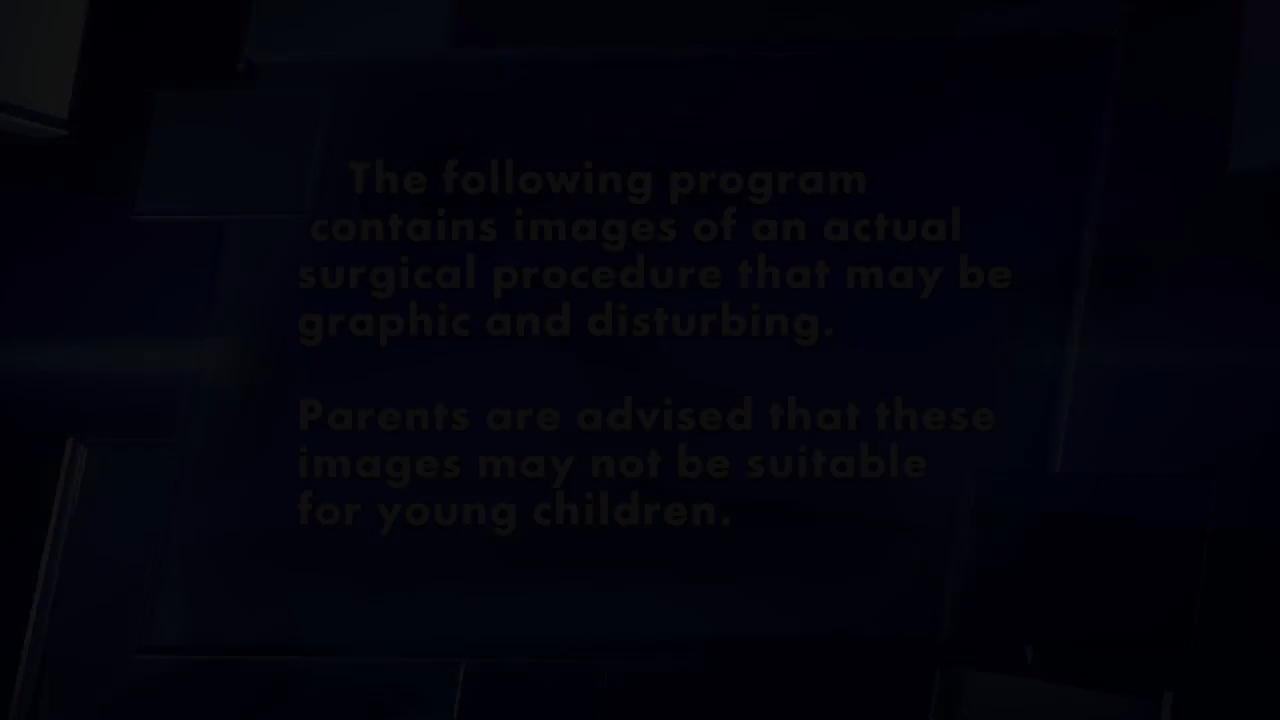 The following program
contains images of an actual
surgical procedure that may be
graphic and disturbing.
Parents are advised that these
images may not be suitable
for young children.